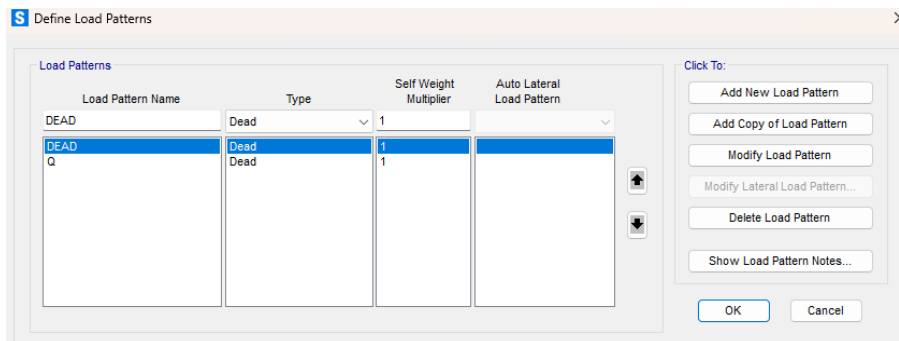 S Define Load Patterns
Load Patterns
Click To:
Load Pattern Name Type Self Weight Multiplier Auto Lateral Load Pattern
DEAD Dead 1
DEAD Dead 1
Q Dead 1
Add New Load Pattern
Add Copy of Load Pattern
Modify Load Pattern
Modify Lateral Load Pattern...
Delete Load Pattern
Show Load Pattern Notes...
OK Cancel